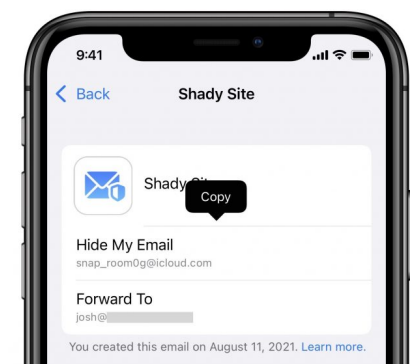 9:41
Back Shady Site
Shady
Copy
Hide My Email
snap_room0g@icloud.com
Forward To
josh@
You created this email on August 11, 2021. Learn more.